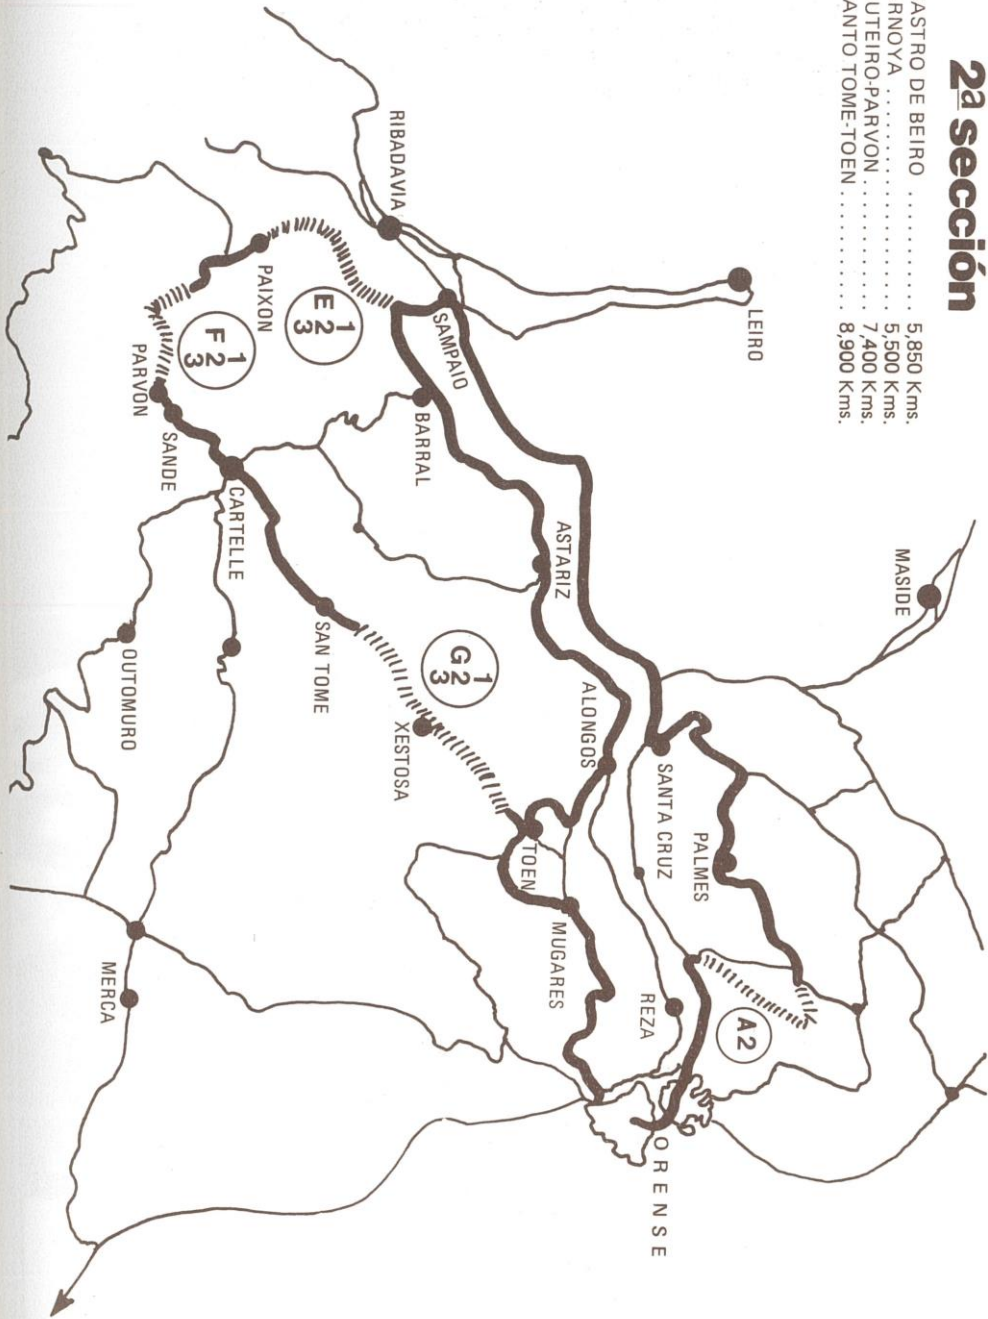 2ª sección
ASTRO DE BEIRO .............. 5,850 Kms.
RNOYA .............. 5,500 Kms.
UTEIRO-PARVON .............. 7,400 Kms.
ANTO TOME-TOEN .............. 8,900 Kms.
LEIRO
MASIDE
RIBADAVIA
SAMPAIO
PAIXON
E 1 2 3
F 1 2 3
PARVON
SANDE
BARRAL
CARTELLE
ASTARIZ
SAN TOME
OUTOMURO
G 1 2 3
XESTOSA
ALONGOS
SANTA CRUZ
PALMES
TOEN
MUGARES
REZA
A2
ORENSE
MERCA